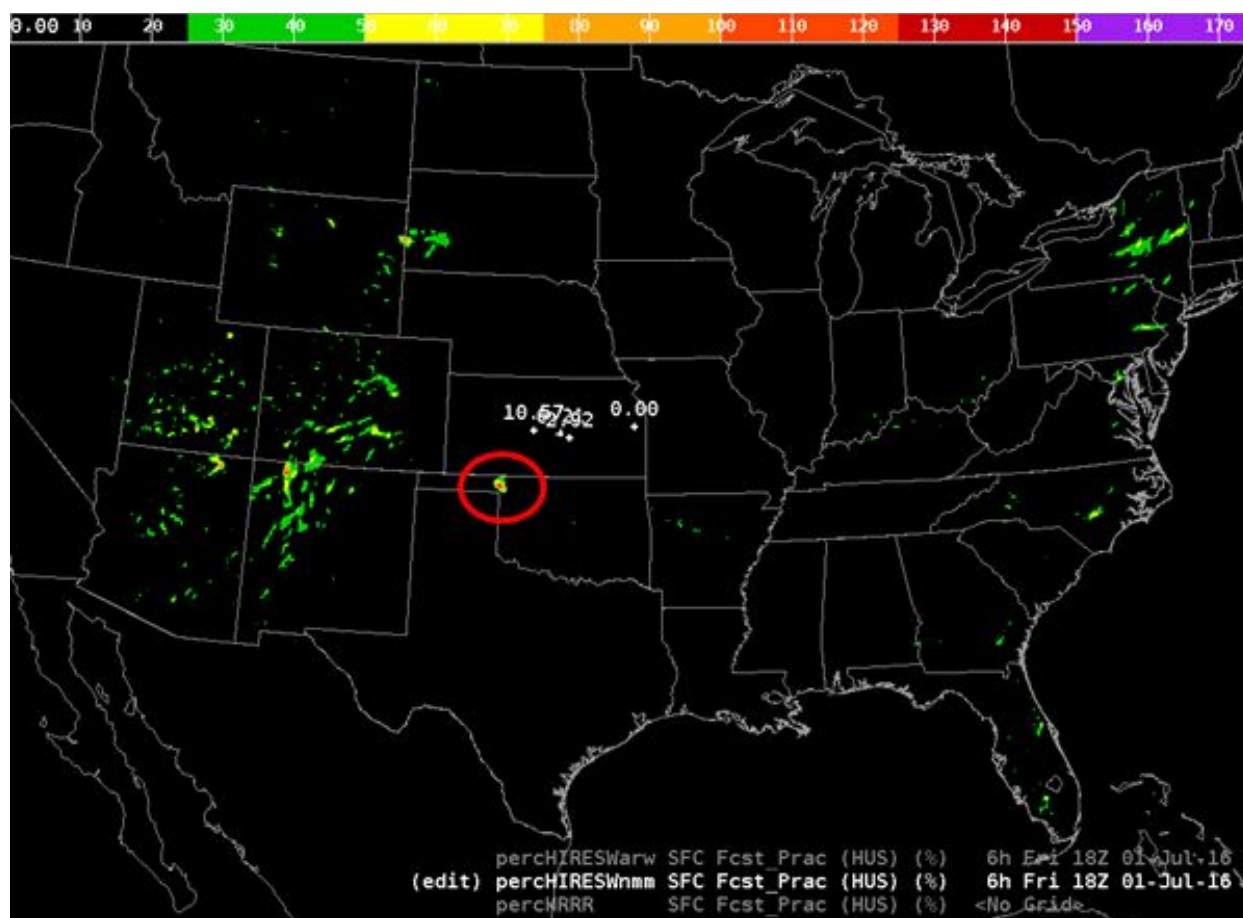 0.00 10 20 30 40 50 60 70 80 90 100 110 120 130 140 150 160 170
0.00
percHIRESWarw SFC Fcst_Prac (HUS) (%) 6h Fri 18Z 01-Jul-16
(edit) percHIRESWnmm SFC Fcst_Prac (HUS) (%) 6h Fri 18Z 01-Jul-16
percNRRR SFC Fcst_Prac (HUS) (%) <No Grid>